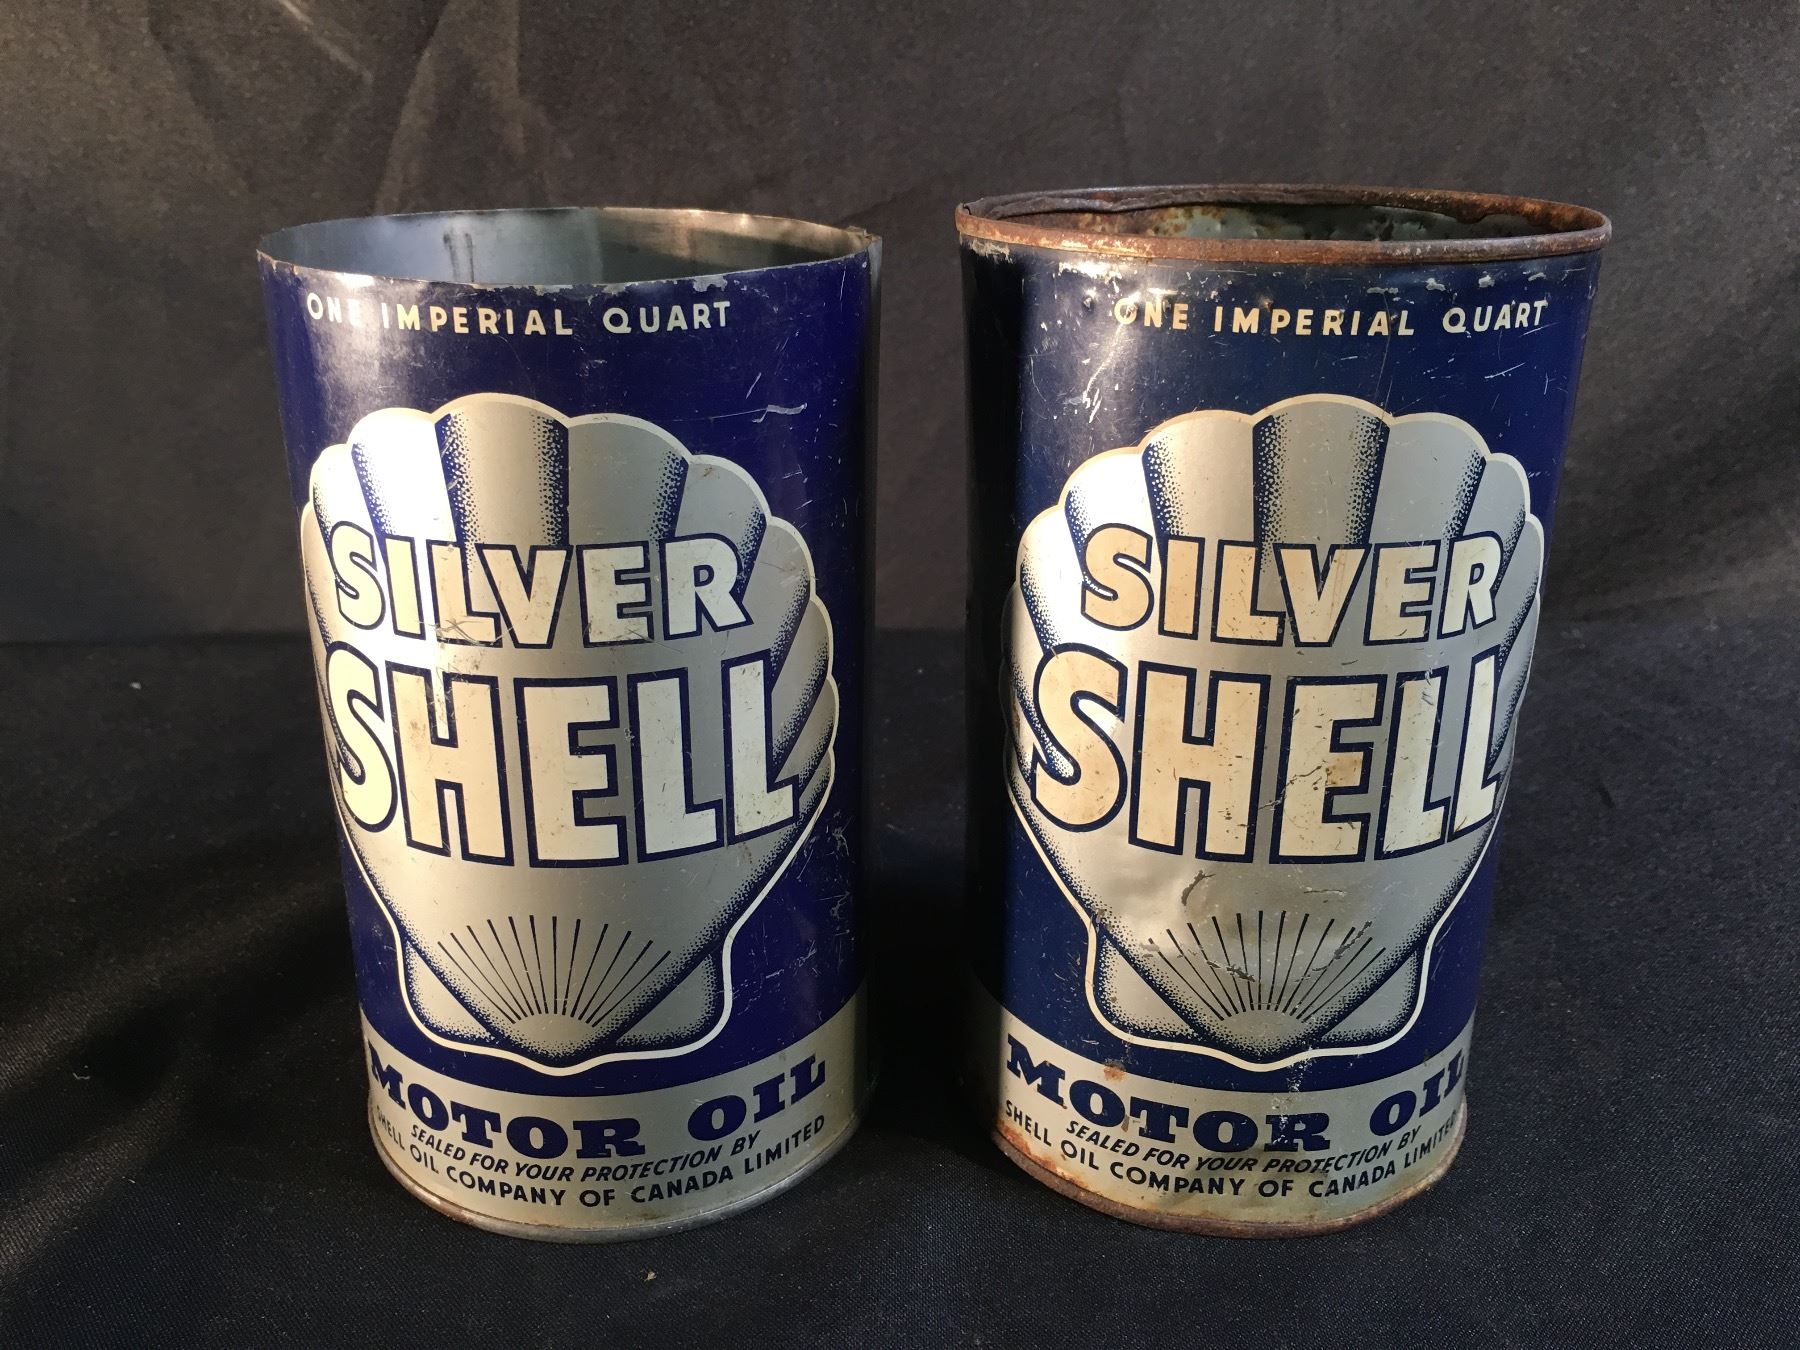 ONE IMPERIAL QUART
SILVER
SHELL
MOTOR OIL
SEALED FOR YOUR PROTECTION BY
SHELL OIL COMPANY OF CANADA LIMITED
ONE IMPERIAL QUART
SILVER
SHELL
MOTOR OIL
SEALED FOR YOUR PROTECTION BY
SHELL OIL COMPANY OF CANADA LIMITED